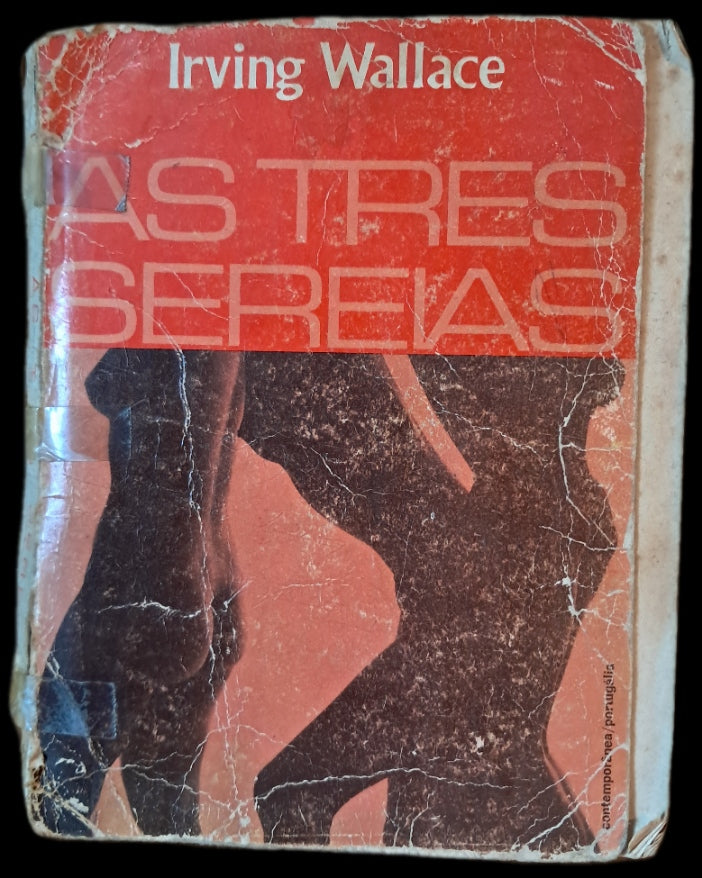 Irving Wallace
AS TRES
SEREIAS
contemporânea/portugália